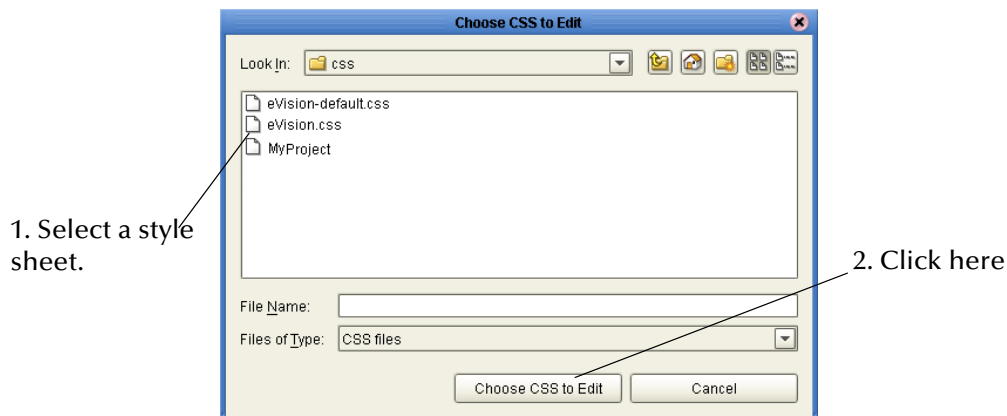 Choose CSS to Edit
Look In: css
eVision-default.css
eVision.css
MyProject
1. Select a style
sheet.
2. Click here
File Name:
Files of Type: CSS files
Choose CSS to Edit Cancel